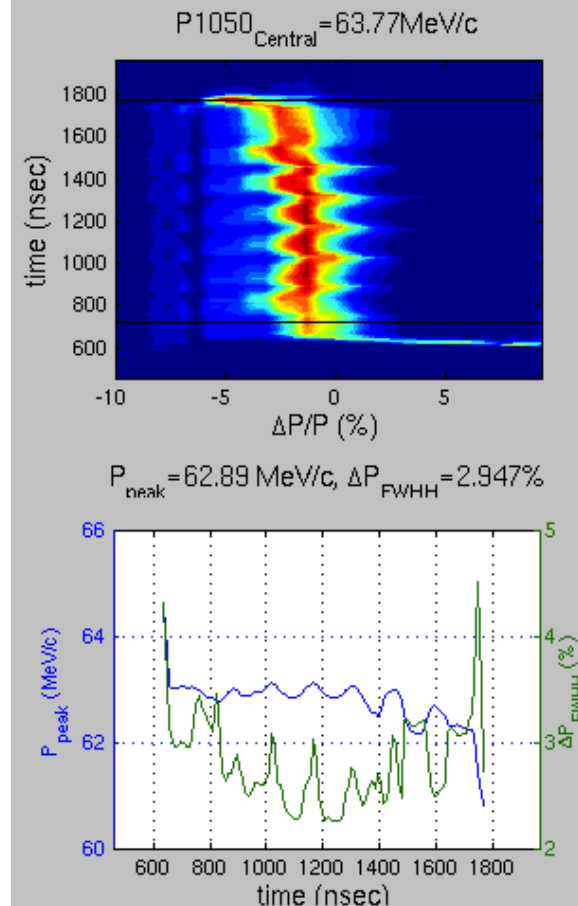 P1050Central=63.77MeV/c
1800
1600
1400
1200
1000
800
600
time (nsec)
-10 -5 0 5
ΔP/P (%)
Ppeak=62.89 MeV/c, ΔPFWHH=2.947%
66 5
64 4
62 3
60 2
Ppeak (MeV/c)
ΔPFWHH (%)
600 800 1000 1200 1400 1600 1800
time (nsec)